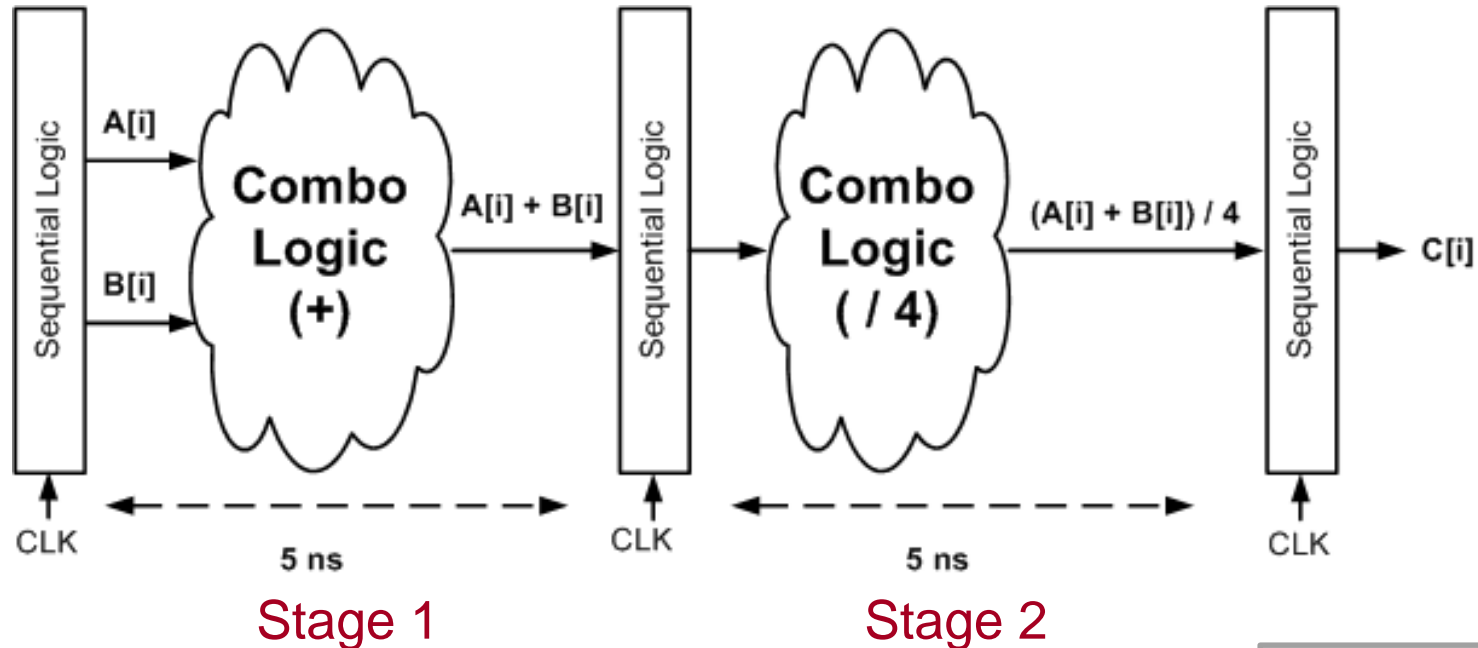 Sequential Logic
A[i]
B[i]
Combo
Logic
(+)
A[i] + B[i]
Sequential Logic
Combo
Logic
( / 4)
(A[i] + B[i]) / 4
Sequential Logic
C[i]
CLK
5 ns
CLK
5 ns
CLK
Stage 1
Stage 2